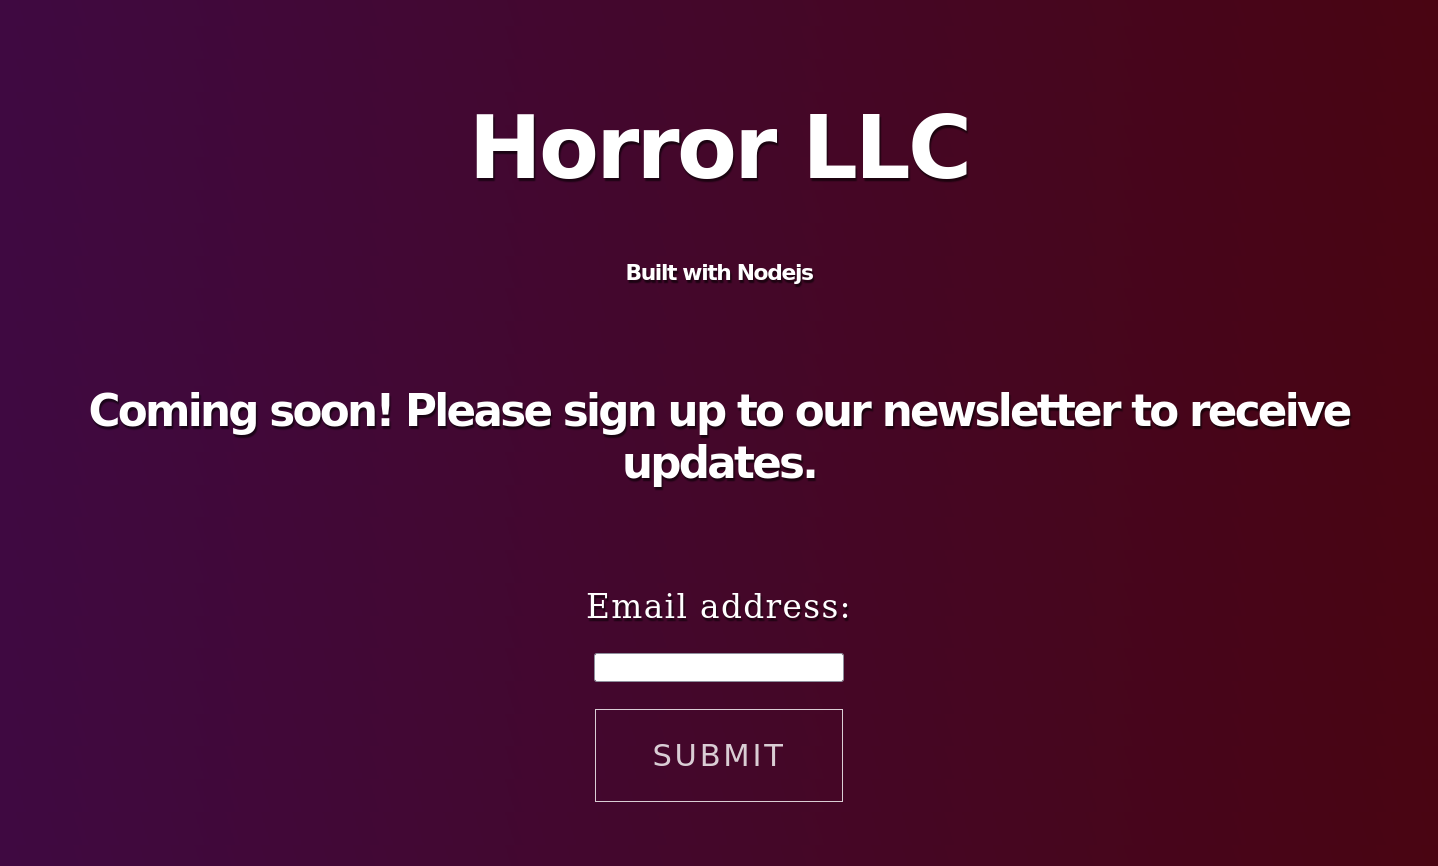 Horror LLC
Built with Nodejs
Coming soon! Please sign up to our newsletter to receive
updates.
Email address:
SUBMIT